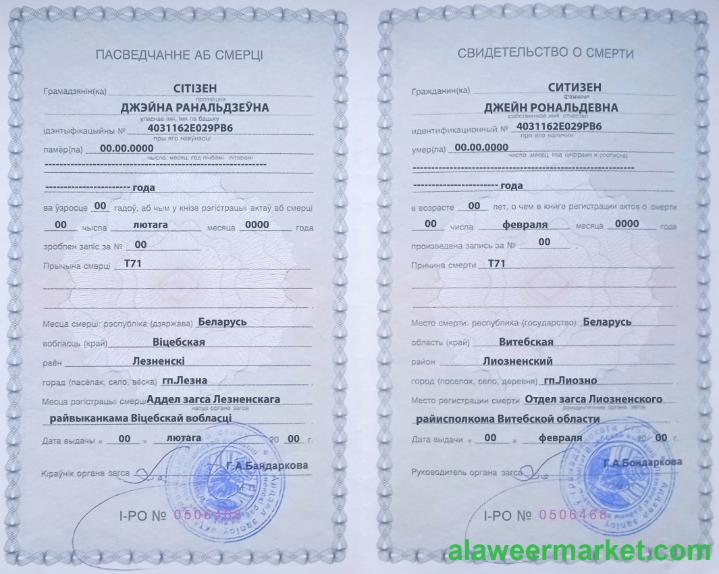 ПАСВЕДЧАННЕ АБ СМЕРЦІ
Грамадзянін(ка) СІТІЗЕН
прозвішча
ДЖЭЙНА РАНАЛЬДЗЕЎНА
уласнае імя, імя па бацьку
ідэнтыфікацыйны № 4031162E029PB6
пры яго наяўнасці
памёр(ла) 00.00.0000
чысло, месяц, год лічбамі
года
ва ўзросце 00 гадоў, аб чым у кнізе рэгістрацыі актаў аб смерці
00 чысла лютага месяца 0000 года
зроблен запіс за № 00
Прычына смерці T71
Месца смерці: рэспубліка (дзяржава) Беларусь
вобласць (край) Віцебская
раён Лезненскі
горад (пасёлак, сяло, вёска) гп.Лезна
Месца рэгістрацыі смерці Аддел загса Лезненскага
назва органа загса
райвыканкама Віцебскай вобласці
Дата выдачы « 00 » лютага 20 00 г.
Кіраўнік органа загса Г.А.Бандаркова
І-РО № 0506468
СВИДЕТЕЛЬСТВО О СМЕРТИ
Гражданин(ка) СИТИЗЕН
фамилия
ДЖЕЙН РОНАЛЬДЕВНА
собственное имя, отчество
идентификационный № 4031162E029PB6
при его наличии
умер(ла) 00.00.0000
число, месяц, год (цифрами и прописью)
года
в возрасте 00 лет, о чем в книге регистрации актов о смерти
00 числа февраля месяца 0000 года
произведена запись за № 00
Причина смерти T71
Место смерти: республика (государство) Беларусь
область (край) Витебская
район Лиозненский
город (поселок, село, деревня) гп.Лиозно
Место регистрации смерти Отдел загса Лиозненского
наименование органа загса
райисполкома Витебской области
Дата выдачи « 00 » февраля 20 00 г.
Руководитель органа загса Г.А.Бондаркова
І-РО № 0506468
alaweermarket.com